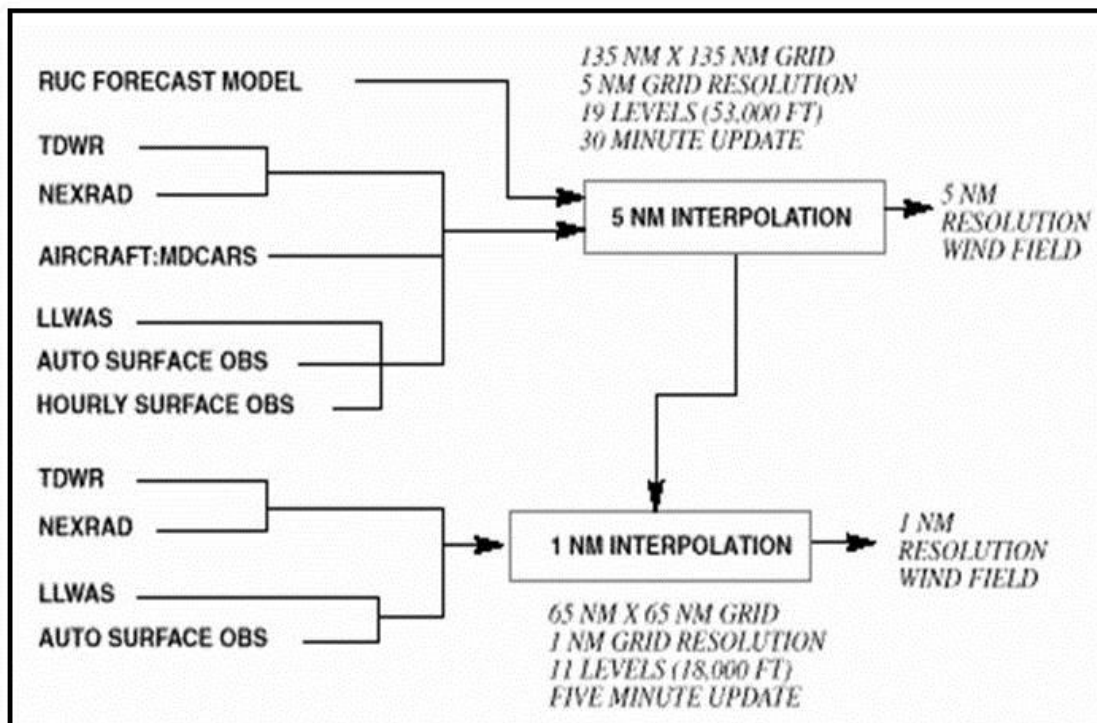 135 NM X 135 NM GRID
5 NM GRID RESOLUTION
19 LEVELS (53,000 FT)
30 MINUTE UPDATE
RUC FORECAST MODEL
TDWR
NEXRAD
AIRCRAFT:MDCARS
LLWAS
AUTO SURFACE OBS
HOURLY SURFACE OBS
5 NM INTERPOLATION
5 NM
RESOLUTION
WIND FIELD
TDWR
NEXRAD
LLWAS
AUTO SURFACE OBS
1 NM INTERPOLATION
1 NM
RESOLUTION
WIND FIELD
65 NM X 65 NM GRID
1 NM GRID RESOLUTION
11 LEVELS (18,000 FT)
FIVE MINUTE UPDATE